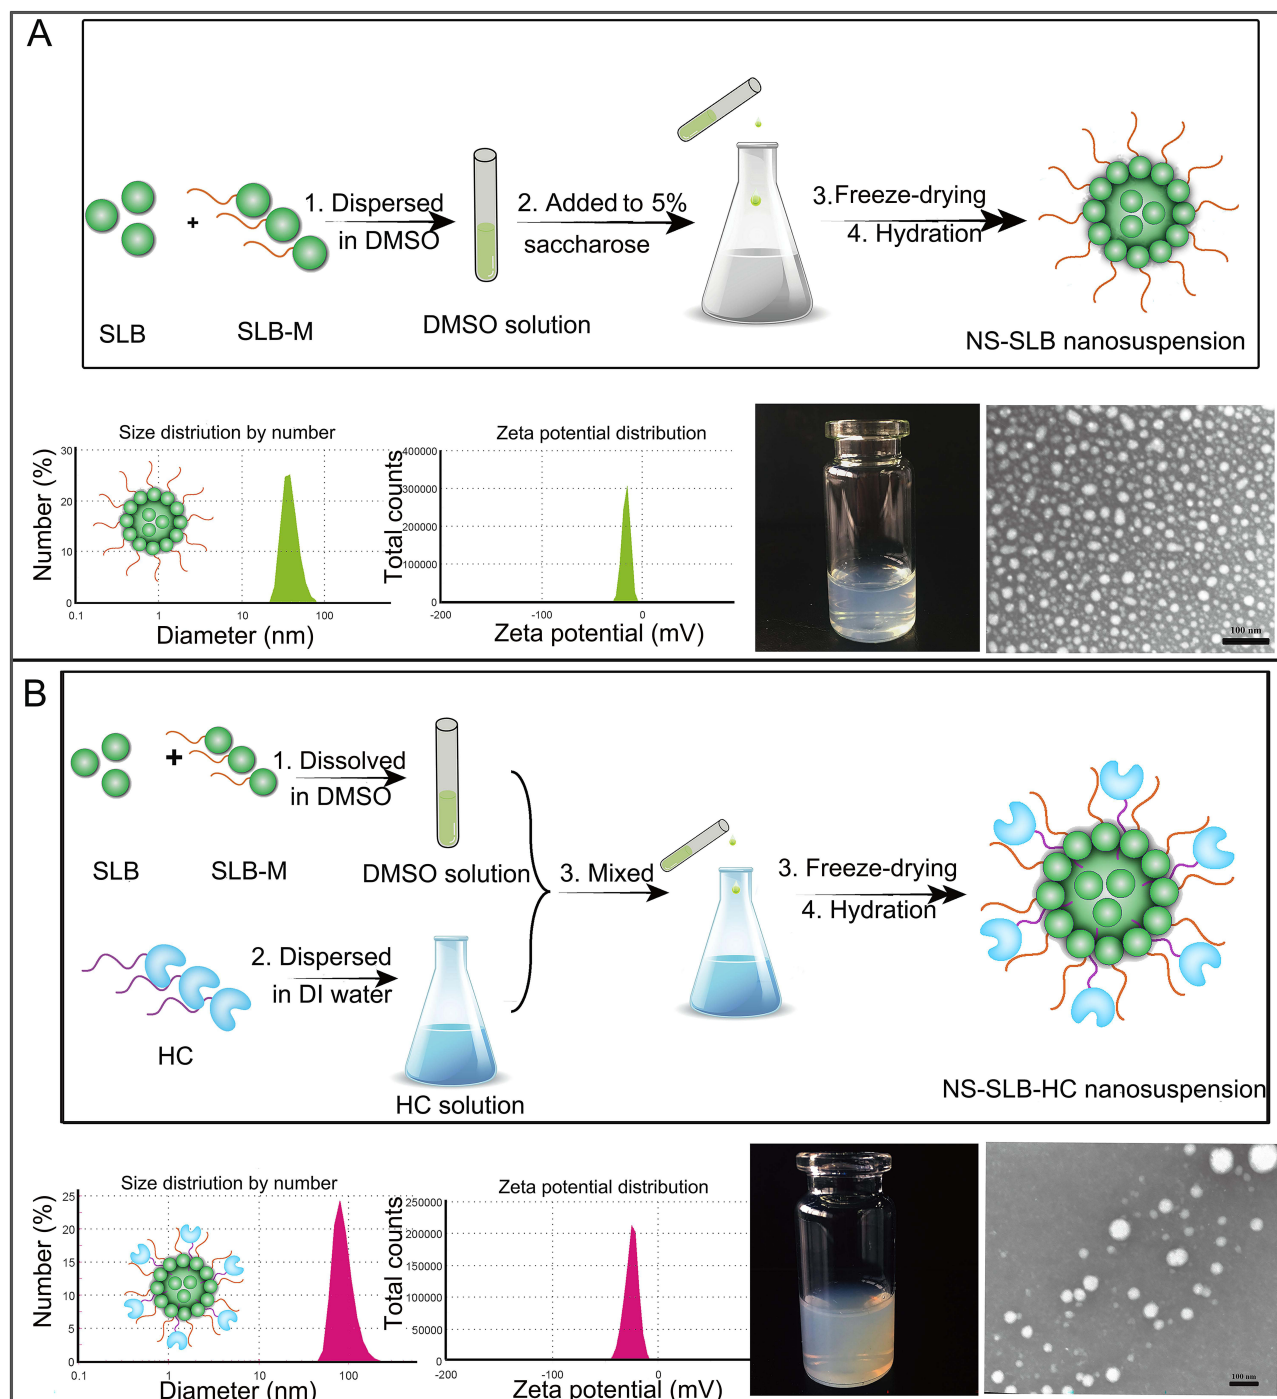 A
1. Dispersed
in DMSO
2. Added to 5%
saccharose
3.Freeze-drying
4. Hydration
+
SLB
SLB-M
DMSO solution
NS-SLB nanosuspension
Size distriution by number
Number (%)
30
20
10
0
0.1
1
10
100
Diameter (nm)
Zeta potential distribution
Total counts
400000
300000
200000
100000
0
-200
-100
0
Zeta potential (mV)
100 nm
B
+
1. Dissolved
in DMSO
SLB
SLB-M
DMSO solution
3. Mixed
3. Freeze-drying
4. Hydration
2. Dispersed
in DI water
HC
HC solution
NS-SLB-HC nanosuspension
Size distriution by number
Number (%)
25
20
15
10
5
0
0.1
1
10
100
Diameter (nm)
Zeta potential distribution
Total counts
250000
200000
150000
100000
50000
0
-200
-100
0
Zeta potential (mV)
100 nm